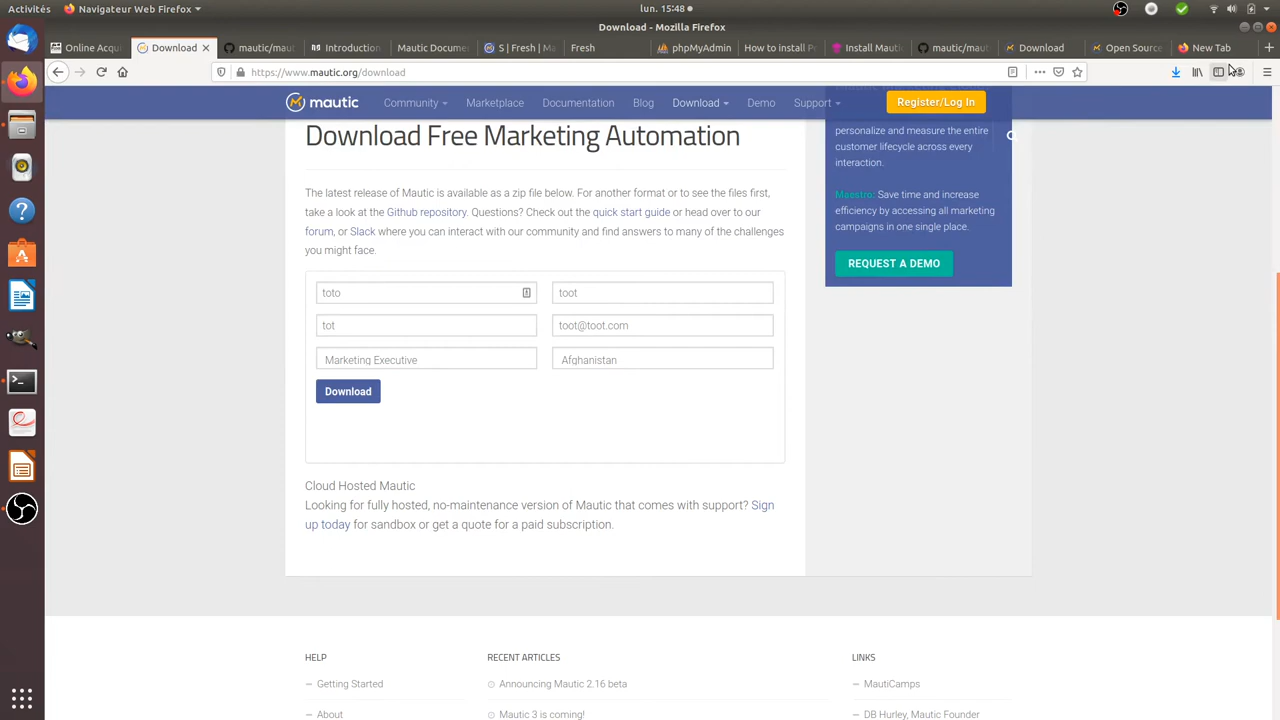 Activités
Navigateur Web Firefox
lun. 15:48
Download - Mozilla Firefox
Online Acqu
Download
mautic/mau
Introduction
Mautic Docume
S | Fresh | Ma
Fresh
phpMyAdmin
How to install P
Install Mautic
mautic/maut
Download
Open Source
New Tab
https://www.mautic.org/download
mautic
Community
Marketplace
Documentation
Blog
Download
Demo
Support
Register/Log In
Download Free Marketing Automation
The latest release of Mautic is available as a zip file below. For another format or to see the files first,
take a look at the Github repository. Questions? Check out the quick start guide or head over to our
forum, or Slack where you can interact with our community and find answers to many of the challenges
you might face.
toto
toot
tot
toot@toot.com
Marketing Executive
Afghanistan
Download
Cloud Hosted Mautic
Looking for fully hosted, no-maintenance version of Mautic that comes with support? Sign
up today for sandbox or get a quote for a paid subscription.
personalize and measure the entire
customer lifecycle across every
interaction.
Maestro: Save time and increase
efficiency by accessing all marketing
campaigns in one single place.
REQUEST A DEMO
HELP
Getting Started
About
RECENT ARTICLES
Announcing Mautic 2.16 beta
Mautic 3 is coming!
LINKS
MautiCamps
DB Hurley, Mautic Founder